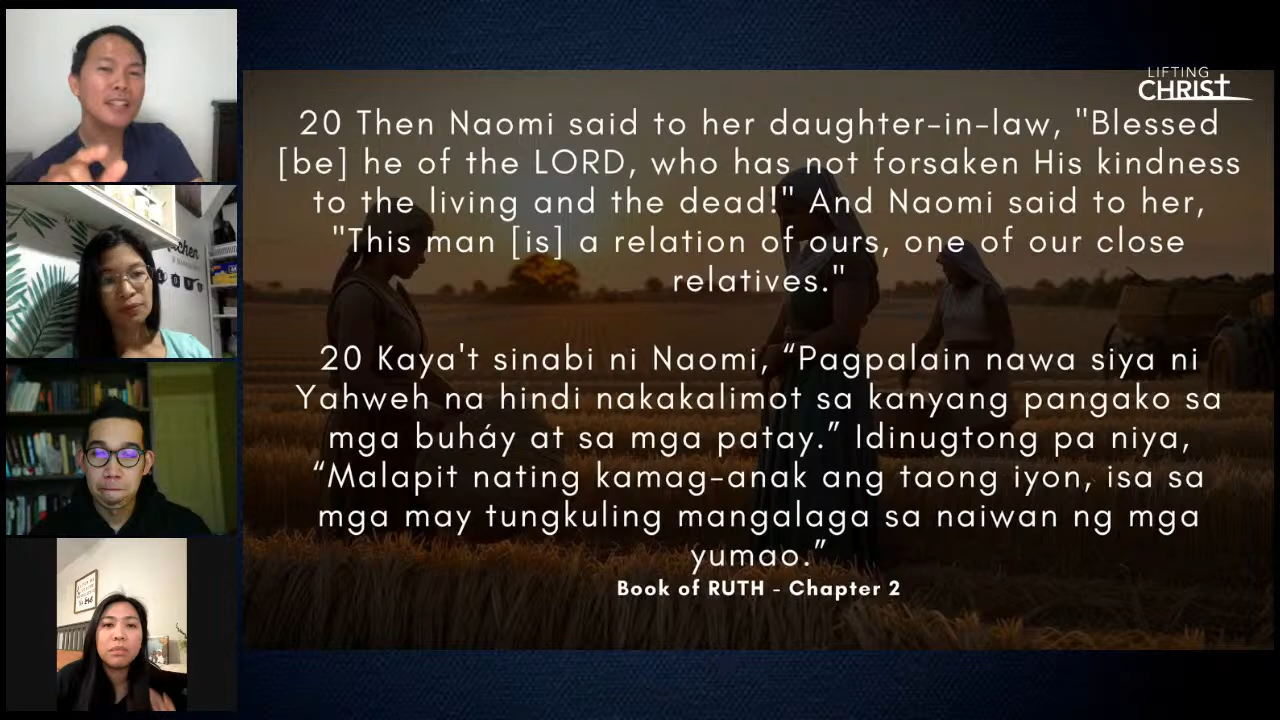 LIFTING
CHRIST
20 Then Naomi said to her daughter-in-law, "Blessed
[be] he of the LORD, who has not forsaken His kindness
to the living and the dead!" And Naomi said to her,
"This man [is] a relation of ours, one of our close
relatives."
20 Kaya't sinabi ni Naomi, “Pagpalain nawa siya ni
Yahweh na hindi nakakalimot sa kanyang pangako sa
mga buháy at sa mga patay.” Idinugtong pa niya,
“Malapit nating kamag-anak ang taong iyon, isa sa
mga may tungkuling mangalaga sa naiwan ng mga
yumao.”
Book of RUTH - Chapter 2